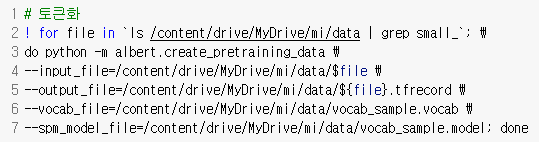 1 # 토큰화
2 ! for file in `ls /content/drive/MyDrive/mi/data | grep small_`; ₩
3 do python -m albert.create_pretraining_data ₩
4 --input_file=/content/drive/MyDrive/mi/data/$file ₩
5 --output_file=/content/drive/MyDrive/mi/data/${file}.tfrecord ₩
6 --vocab_file=/content/drive/MyDrive/mi/data/vocab_sample.vocab ₩
7 --spm_model_file=/content/drive/MyDrive/mi/data/vocab_sample.model; done